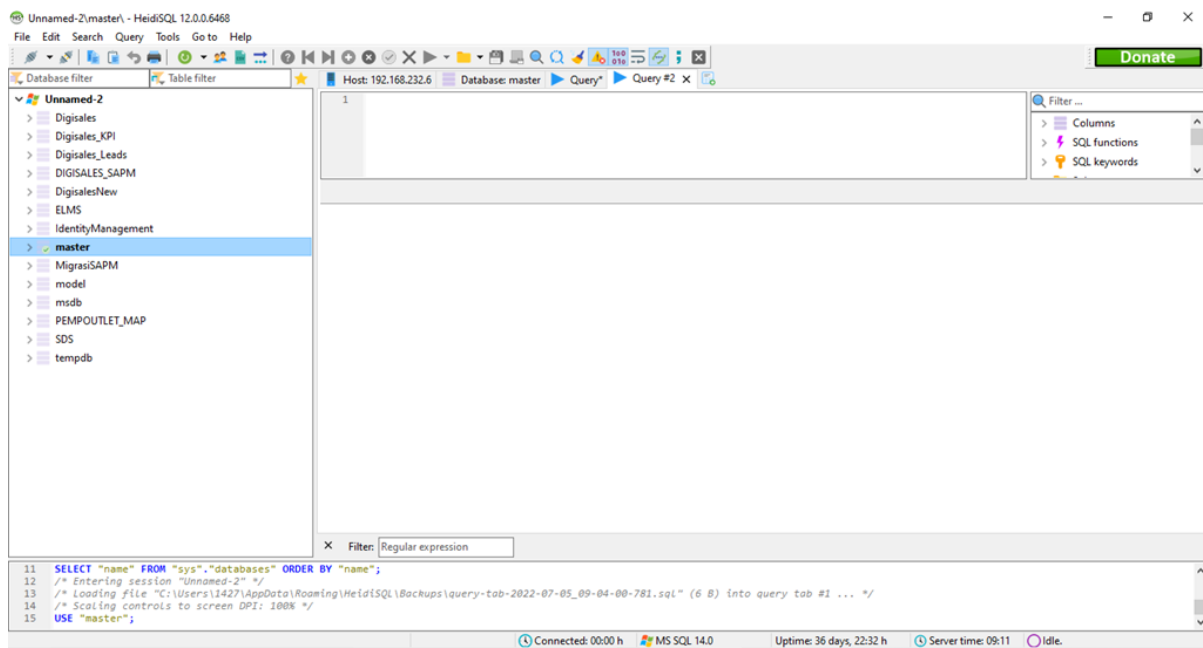 Unnamed-2\master\ - HeidiSQL 12.0.0.6468
File Edit Search Query Tools Go to Help
Donate
Database filter Table filter Host: 192.168.232.6 Database: master Query* Query #2
Unnamed-2
Digisales
Digisales_KPI
Digisales_Leads
DIGISALES_SAPM
DigisalesNew
ELMS
IdentityManagement
master
MigrasiSAPM
model
msdb
PEMPOUTLET_MAP
SDS
tempdb
1
Filter ...
Columns
SQL functions
SQL keywords
Filter: Regular expression
11 SELECT "name" FROM "sys"."databases" ORDER BY "name";
12 /* Entering session "Unnamed-2" */
13 /* Loading file "C:\Users\1427\AppData\Roaming\HeidiSQL\Backups\query-tab-2022-07-05_09-04-00-781.sql" (6 B) into query tab #1 ... */
14 /* Scaling controls to screen DPI: 100% */
15 USE "master";
Connected: 00:00 h MS SQL 14.0 Uptime: 36 days, 22:32 h Server time: 09:11 Idle.